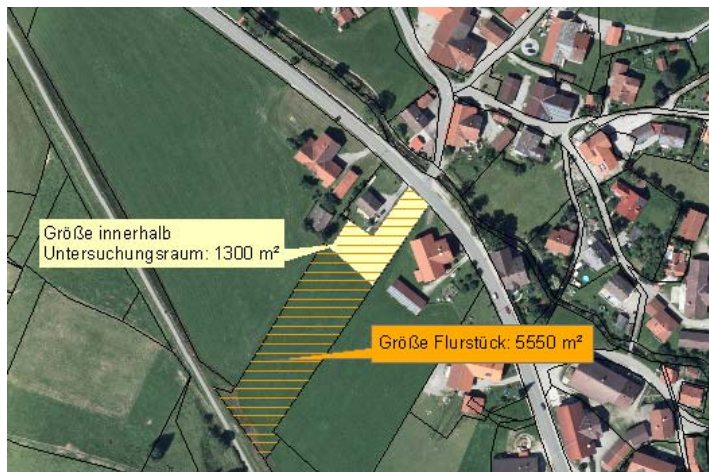 Größe innerhalb
Untersuchungsraum: 1300 m²
Größe Flurstück: 5550 m²